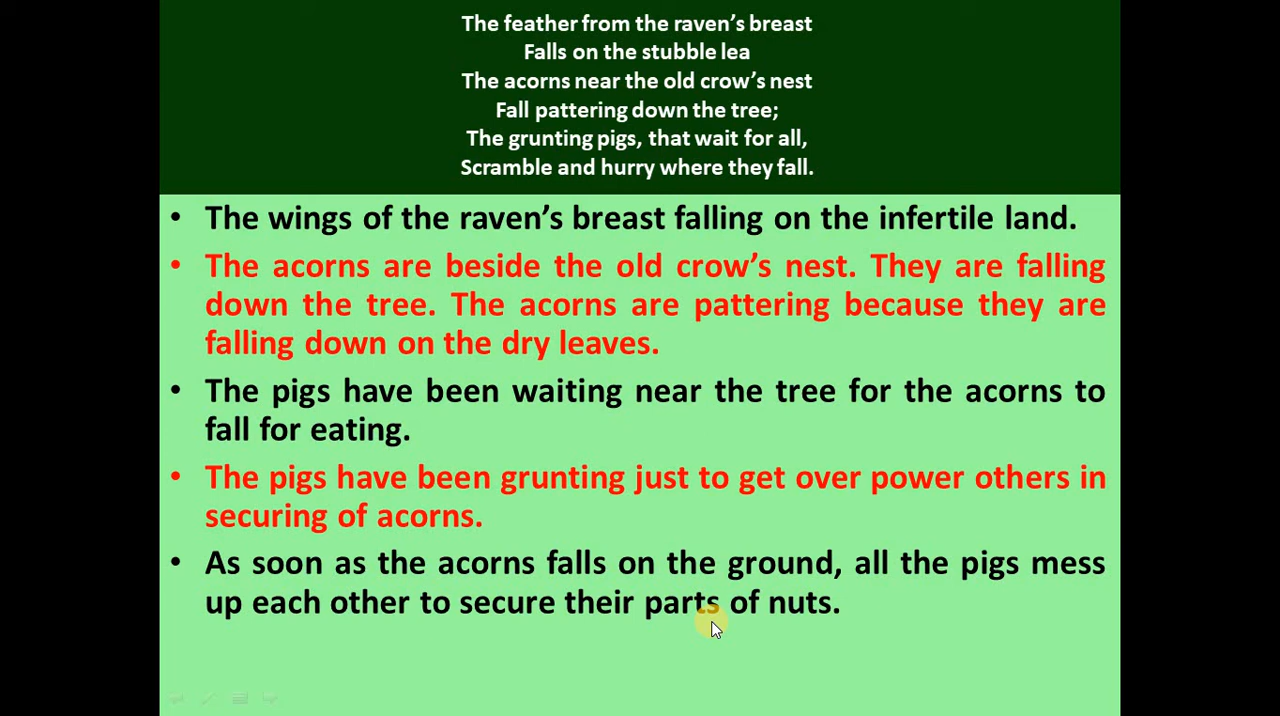 The feather from the raven’s breast
Falls on the stubble lea
The acorns near the old crow’s nest
Fall pattering down the tree;
The grunting pigs, that wait for all,
Scramble and hurry where they fall.
• The wings of the raven’s breast falling on the infertile land.
• The acorns are beside the old crow’s nest. They are falling
down the tree. The acorns are pattering because they are
falling down on the dry leaves.
• The pigs have been waiting near the tree for the acorns to
fall for eating.
• The pigs have been grunting just to get over power others in
securing of acorns.
• As soon as the acorns falls on the ground, all the pigs mess
up each other to secure their parts of nuts.